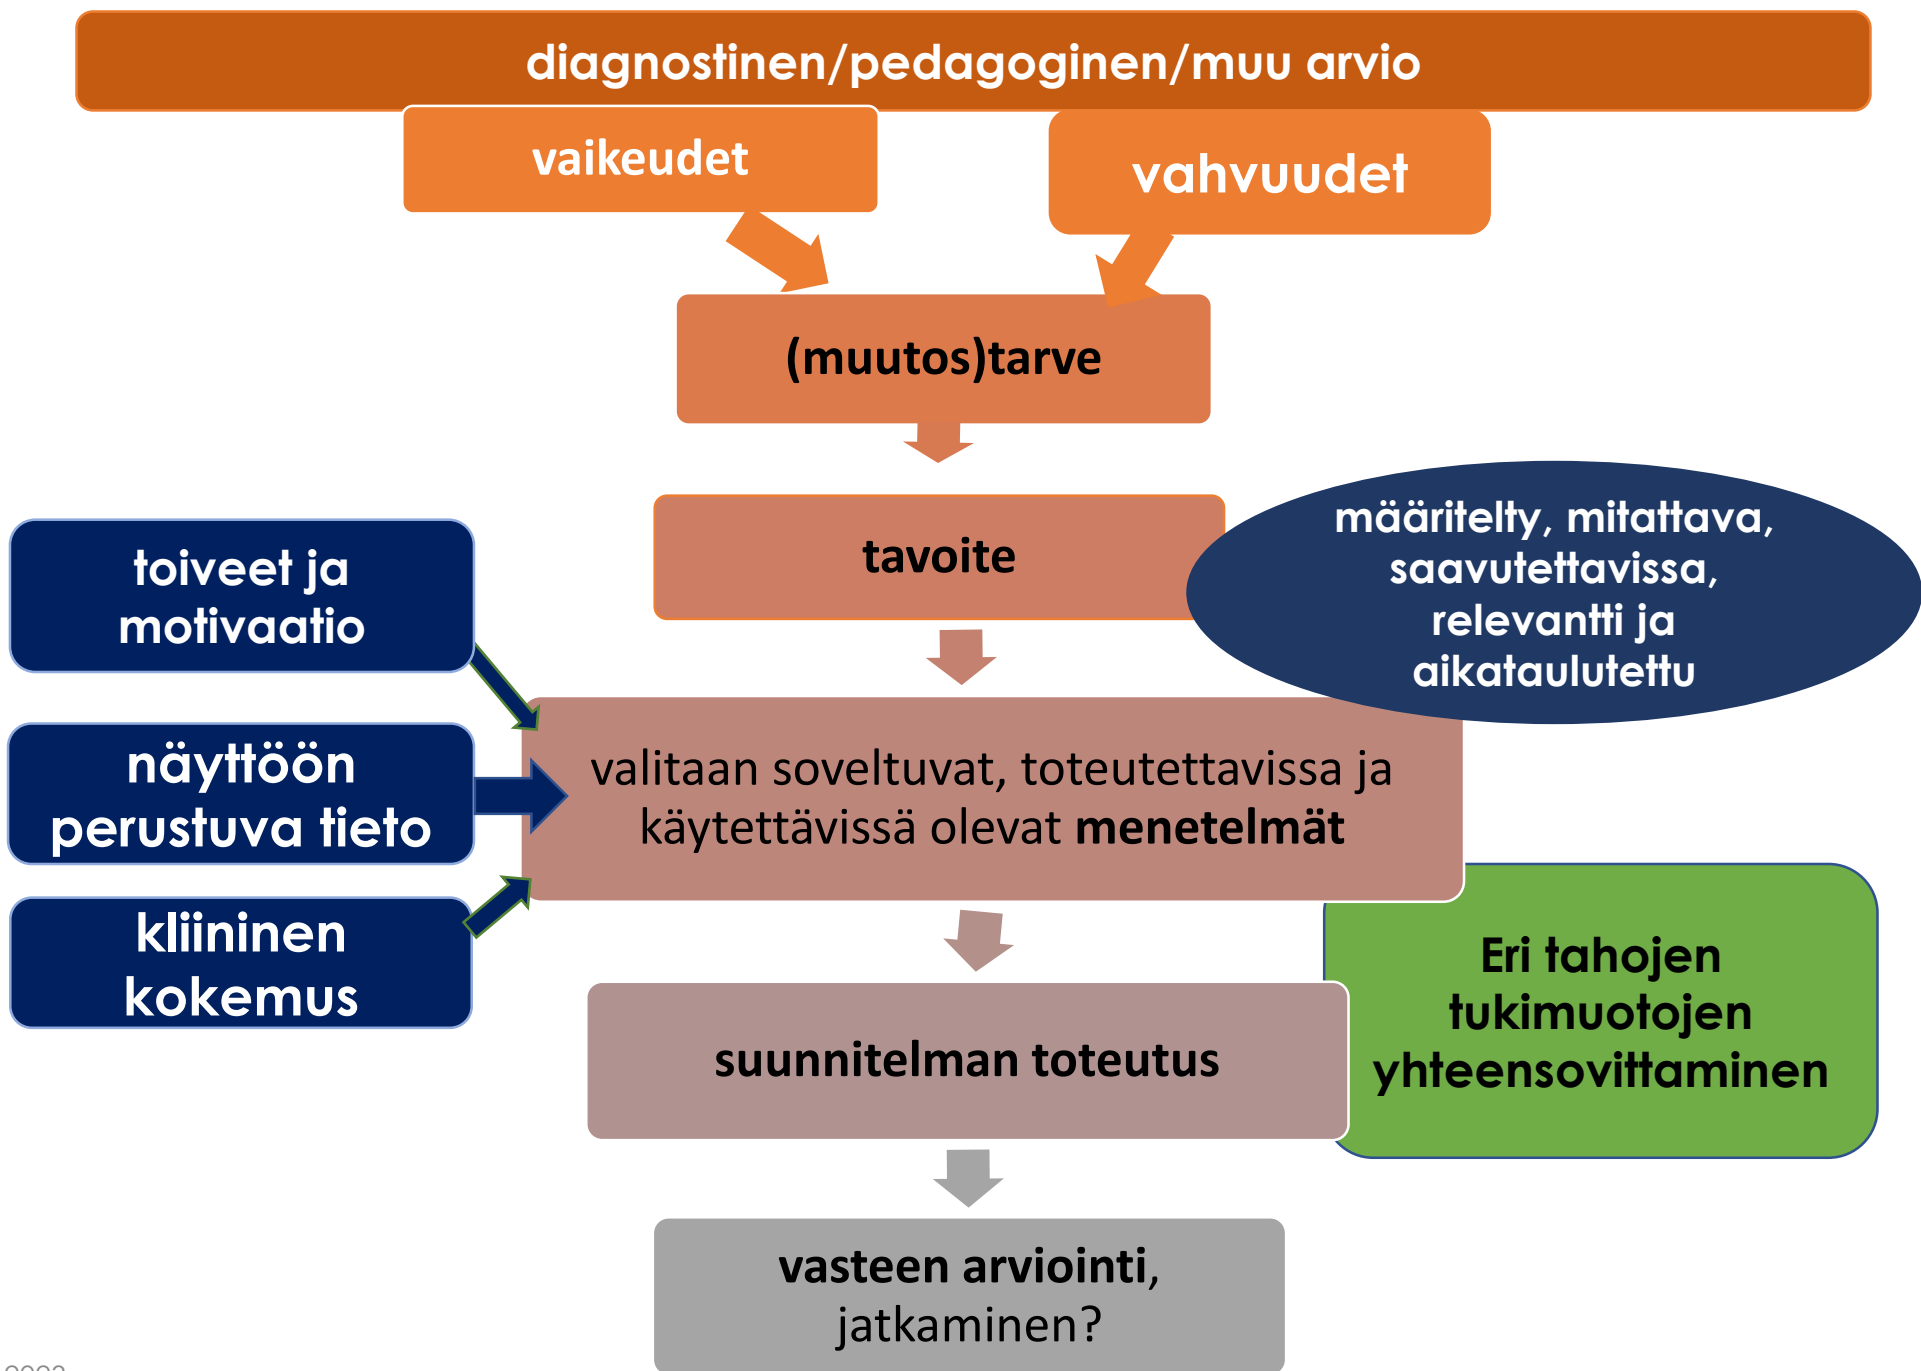 diagnostinen/pedagoginen/muu arvio
vaikeudet
vahvuudet
(muutos)tarve
tavoite
määritelty, mitattava,
saavutettavissa,
relevantti ja
aikataulutettu
toiveet ja
motivaatio
näyttöön
perustuva tieto
kliininen
kokemus
valitaan soveltuvat, toteutettavissa ja
käytettävissä olevat menetelmät
Eri tahojen
tukimuotojen
yhteensovittaminen
suunnitelman toteutus
vasteen arviointi,
jatkaminen?